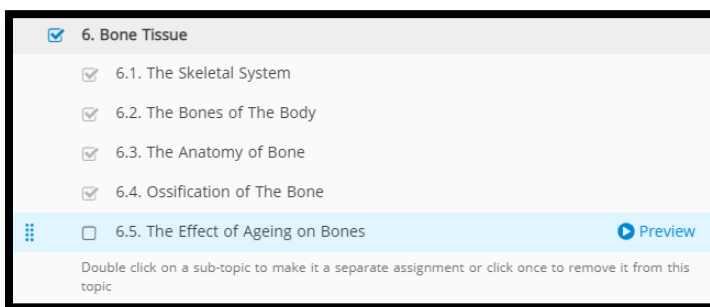 6. Bone Tissue
6.1. The Skeletal System
6.2. The Bones of The Body
6.3. The Anatomy of Bone
6.4. Ossification of The Bone
6.5. The Effect of Ageing on Bones Preview
Double click on a sub-topic to make it a separate assignment or click once to remove it from this
topic